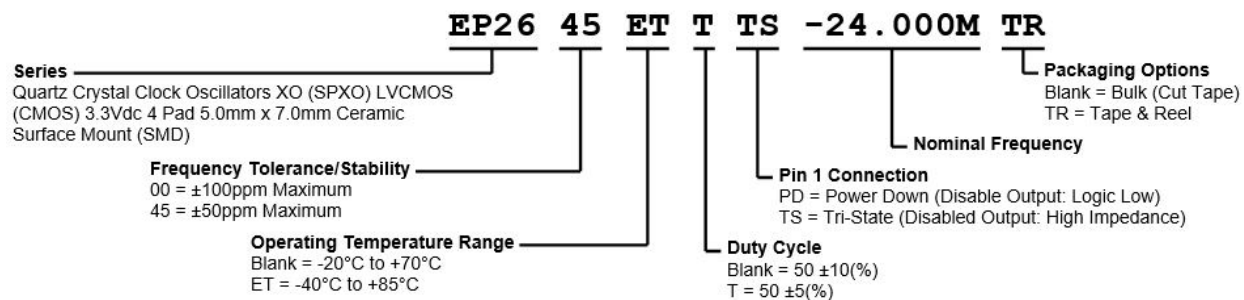 EP26 45 ET T TS -24.000M TR
Series
Quartz Crystal Clock Oscillators XO (SPXO) LVCMOS
(CMOS) 3.3Vdc 4 Pad 5.0mm x 7.0mm Ceramic
Surface Mount (SMD)
Frequency Tolerance/Stability
00 = ±100ppm Maximum
45 = ±50ppm Maximum
Operating Temperature Range
Blank = -20°C to +70°C
ET = -40°C to +85°C
Duty Cycle
Blank = 50 ±10(%)
T = 50 ±5(%)
Pin 1 Connection
PD = Power Down (Disable Output: Logic Low)
TS = Tri-State (Disabled Output: High Impedance)
Nominal Frequency
Packaging Options
Blank = Bulk (Cut Tape)
TR = Tape & Reel